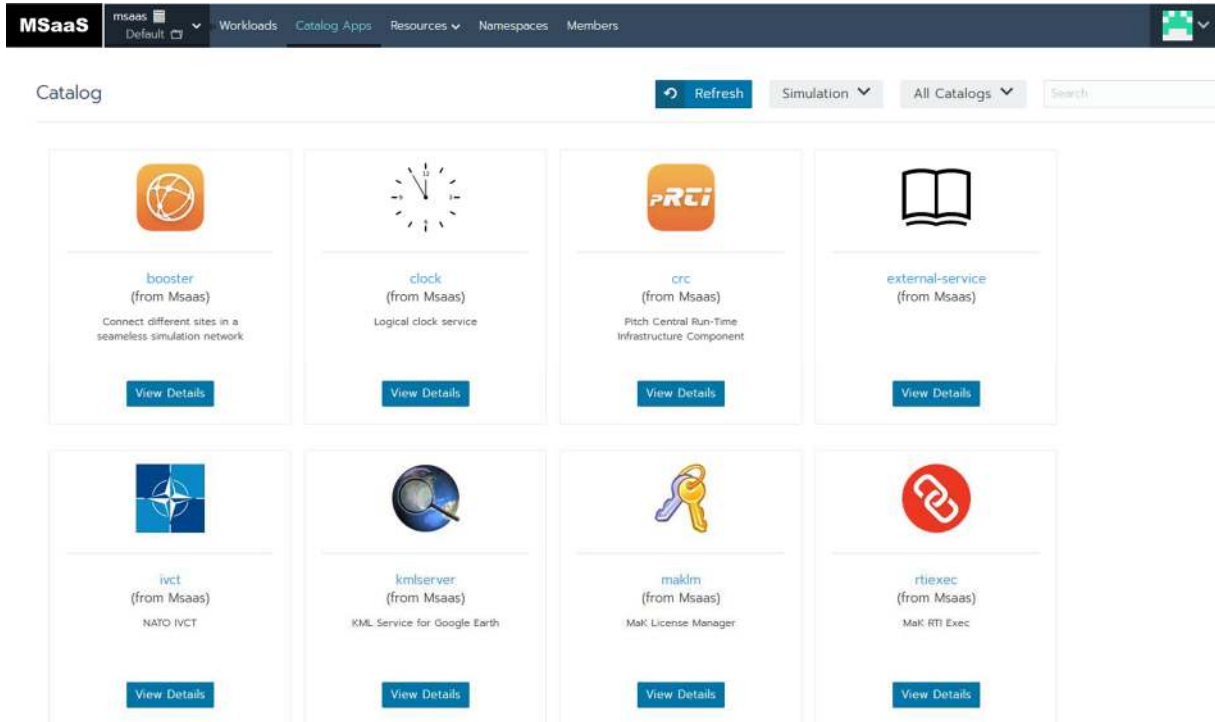 MSaaS
msaas
Default
Workloads Catalog Apps Resources Namespaces Members
Catalog
Refresh
Simulation
All Catalogs
Search
12
pRTi
booster
(from Msaas)
Connect different sites in a
seameless simulation network
View Details
clock
(from Msaas)
Logical clock service
View Details
crc
(from Msaas)
Pitch Central Run-Time
Infrastructure Component
View Details
external-service
(from Msaas)
View Details
ivct
(from Msaas)
NATO IVCT
View Details
kmlserver
(from Msaas)
KML Service for Google Earth
View Details
maklm
(from Msaas)
MaK License Manager
View Details
rtiexec
(from Msaas)
MaK RTI Exec
View Details